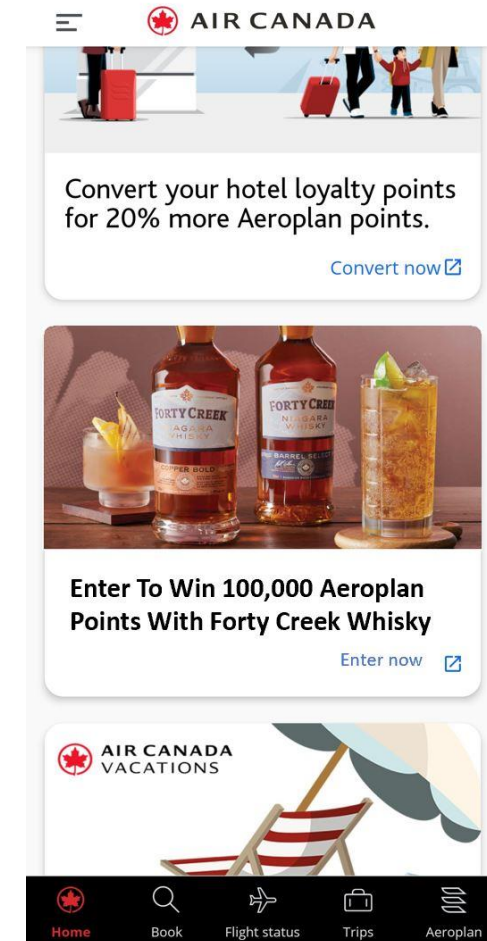 AIR CANADA
Convert your hotel loyalty points
for 20% more Aeroplan points.
Convert now
FORTY CREEK
NIAGARA
WHISKY
COPPER BOLD
FORTY CREEK
NIAGARA
WHISKY
BARREL SELECT
Enter To Win 100,000 Aeroplan
Points With Forty Creek Whisky
Enter now
AIR CANADA
VACATIONS
Home
Book
Flight status
Trips
Aeroplan